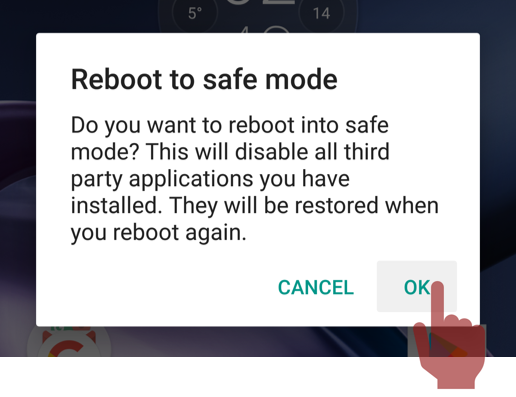 5°
14
Reboot to safe mode
Do you want to reboot into safe
mode? This will disable all third
party applications you have
installed. They will be restored when
you reboot again.
CANCEL
OK